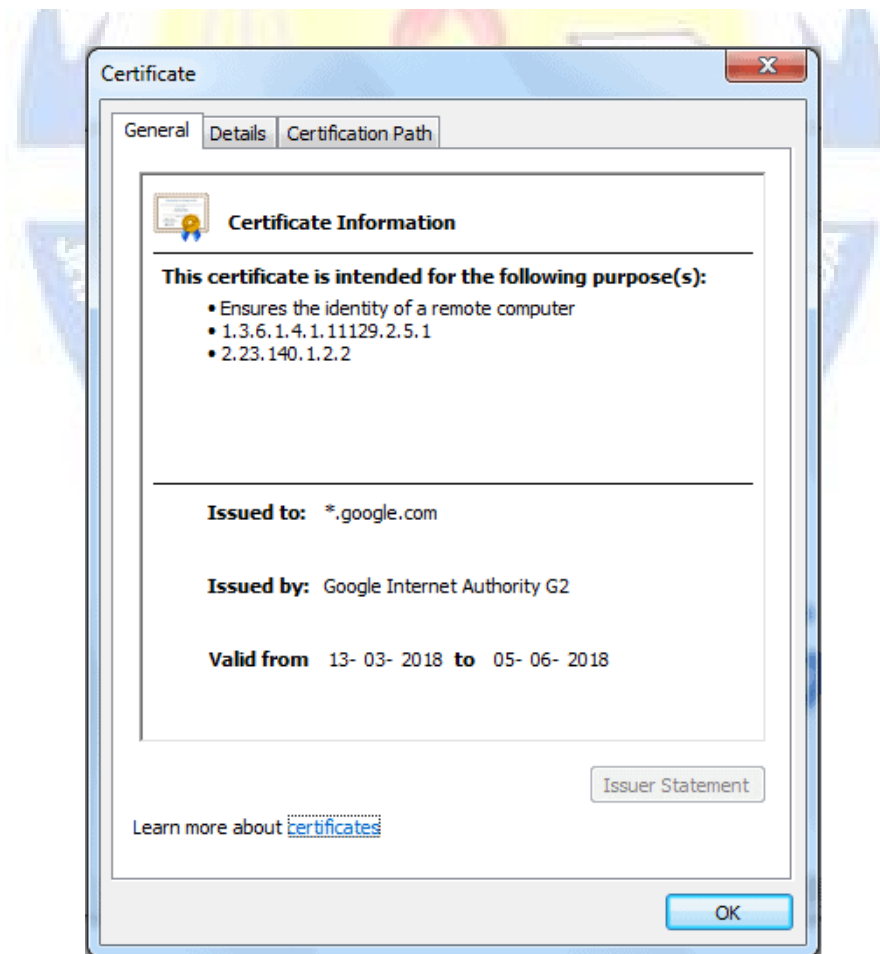 Certificate
General Details Certification Path
Certificate Information
This certificate is intended for the following purpose(s):
• Ensures the identity of a remote computer
• 1.3.6.1.4.1.11129.2.5.1
• 2.23.140.1.2.2
Issued to: *.google.com
Issued by: Google Internet Authority G2
Valid from 13- 03- 2018 to 05- 06- 2018
Issuer Statement
Learn more about certificates
OK